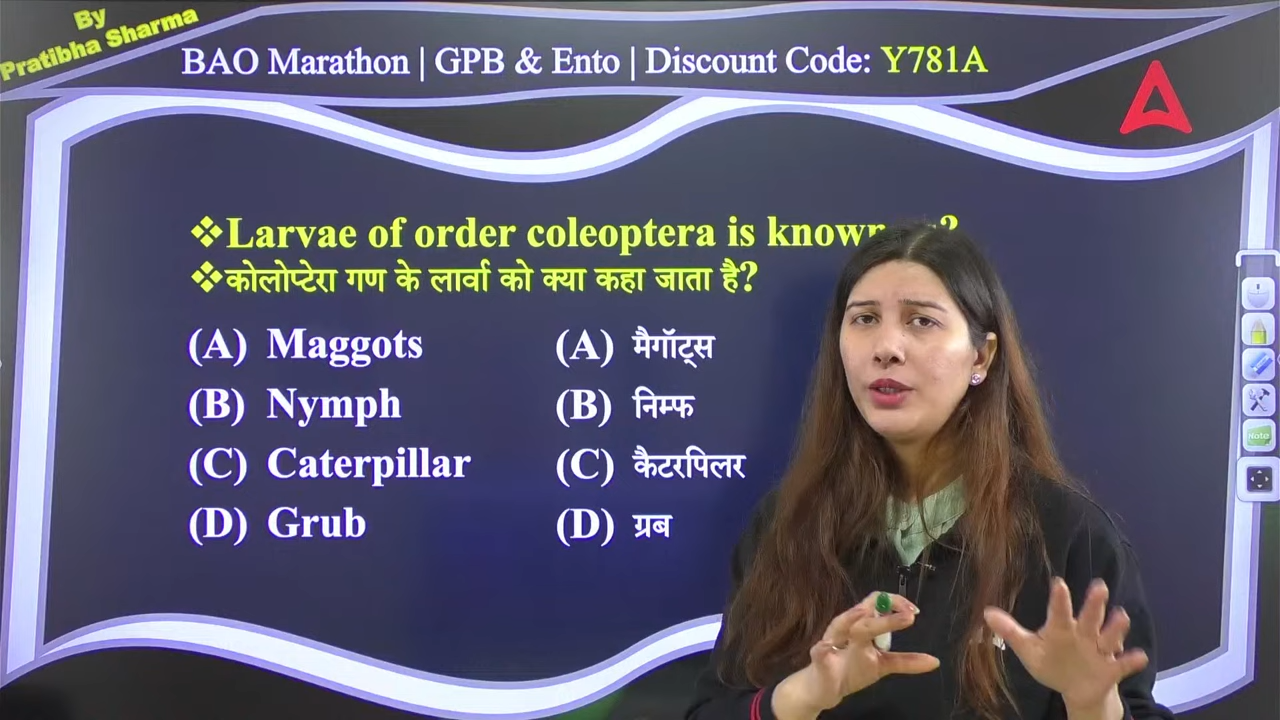 By
Pratibha Sharma
BAO Marathon | GPB & Ento | Discount Code: Y781A
❖Larvae of order coleoptera is ?
❖कोलोप्टेरा गण के लार्वा को क्या कहा जाता है?
(A) Maggots (A) मैगॉट्स
(B) Nymph (B) निम्फ
(C) Caterpillar (C) कैटरपिलर
(D) Grub (D) ग्रब
Note